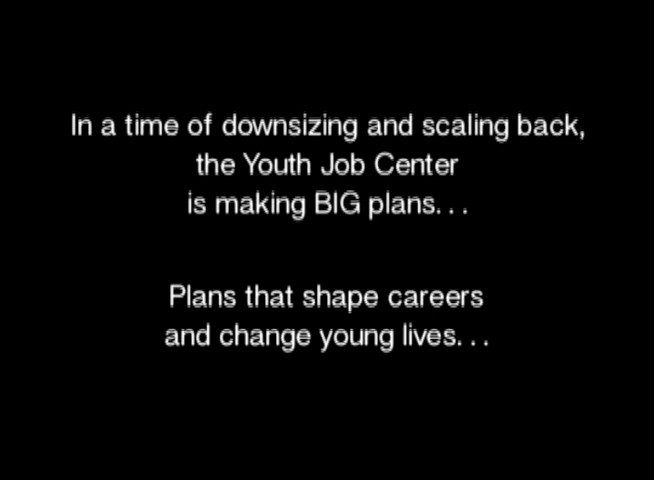 In a time of downsizing and scaling back,
the Youth Job Center
is making BIG plans...
Plans that shape careers
and change young lives...